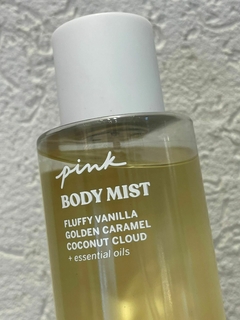 pink
BODY MIST
FLUFFY VANILLA
GOLDEN CARAMEL
COCONUT CLOUD
+ essential oils